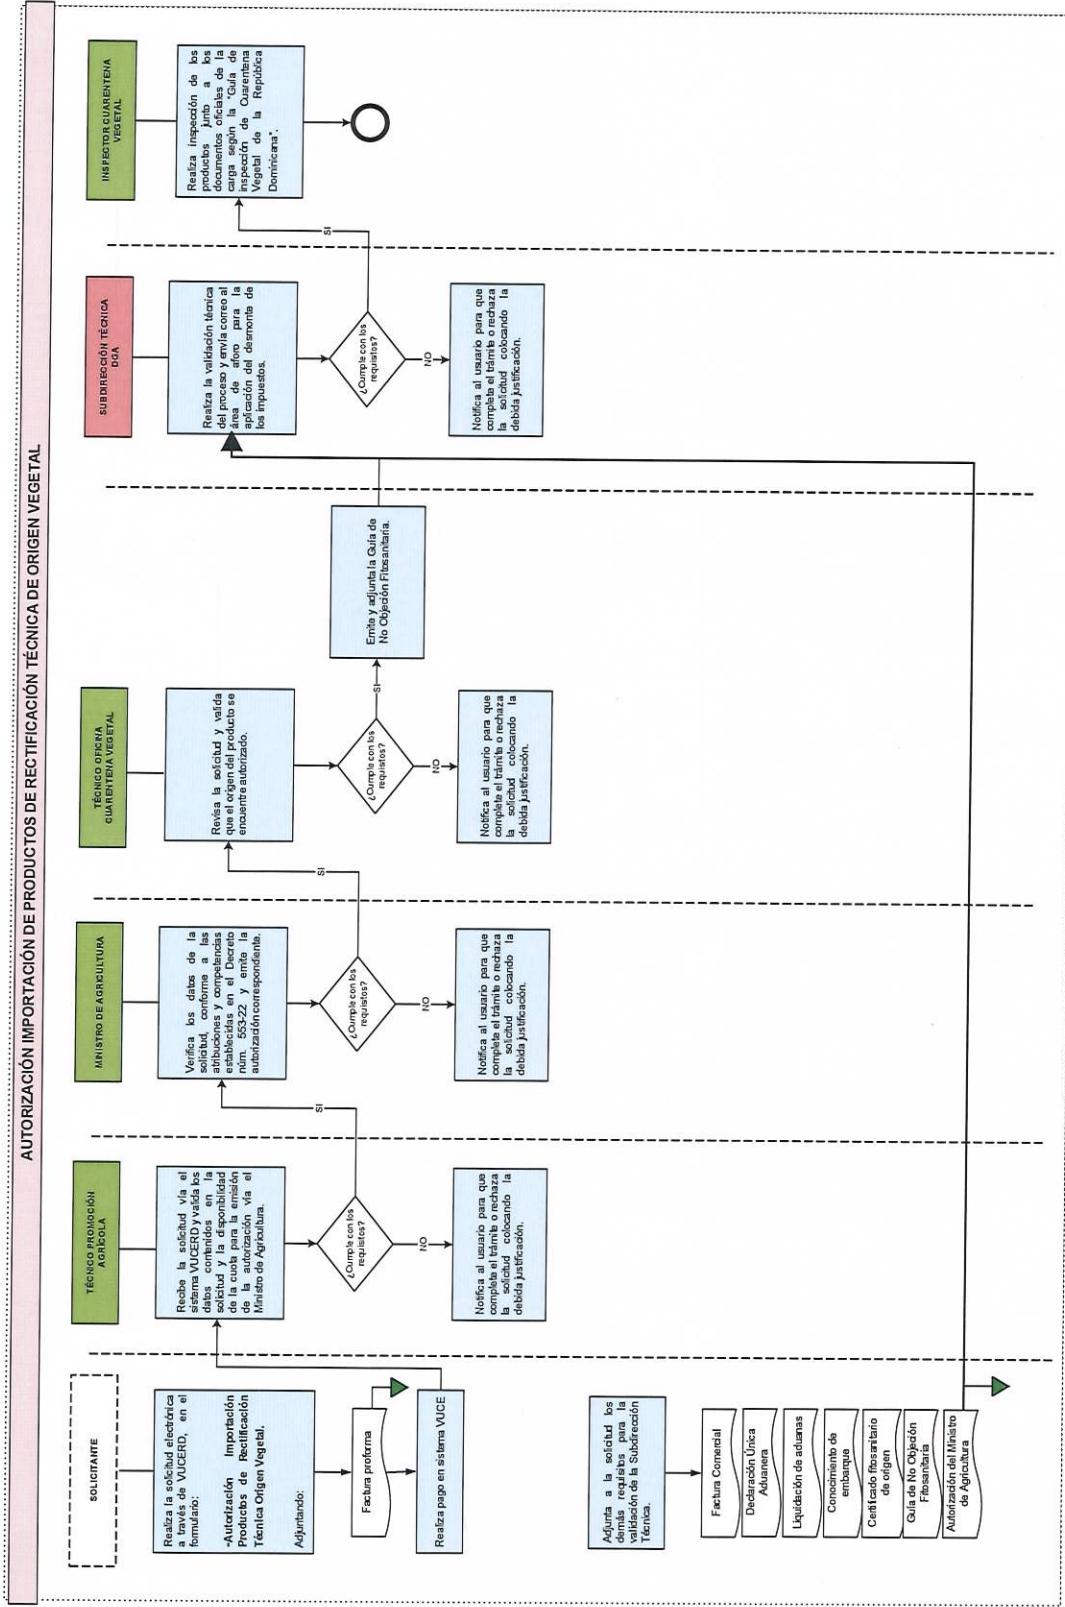 AUTORIZACIÓN IMPORTACIÓN DE PRODUCTOS DE RECTIFICACIÓN TÉCNICA DE ORIGEN VEGETAL
SOLICITANTE
Realiza la solicitud electrónica
a través de VUCERD, en el
formulario:
-Autorización Importación
Productos de Rectificación
Técnica Origen Vegetal.
Adjuntando:
Factura proforma
Realiza pago en sistema VUCE
Adjunta a la solicitud los
demás requisitos para la
validación de la Subdirección
Técnica.
Factura Comercial
Declaración Única
Aduanera
Liquidación de aduanas
Conocimiento de
embarque
Certificado fitosanitario
de origen
Guía de No Objeción
Fitosanitaria
Autorización del Ministro
de Agricultura
TÉCNICO PROMOCIÓN
AGRÍCOLA
Recibe la solicitud vía el
sistema VUCERD y valida los
datos contenidos en la
solicitud y la disponibilidad
de la cuota para la emisión
de la autorización vía el
Ministro de Agricultura.
¿Cumple con los
requisitos?
SI
NO
Notifica al usuario para que
complete el trámite o rechaza
la solicitud colocando la
debida justificación.
MINISTRO DE AGRICULTURA
Verifica los datos de la
solicitud, conforme a las
atribuciones y competencias
establecidas en el Decreto
núm. 553-22 y emite la
autorización correspondiente.
¿Cumple con los
requisitos?
SI
NO
Notifica al usuario para que
complete el trámite o rechaza
la solicitud colocando la
debida justificación.
TÉCNICO OFICINA
CUARENTENA VEGETAL
Revisa la solicitud y valida
que el origen del producto se
encuentre autorizado.
¿Cumple con los
requisitos?
SI
NO
Notifica al usuario para que
complete el trámite o rechaza
la solicitud colocando la
debida justificación.
Emite y adjunta la Guía de
No Objeción Fitosanitaria.
SUBDIRECCIÓN TÉCNICA
DGA
Realiza la validación técnica
del proceso y envía correo al
área de aforo para la
aplicación del desmonte de
los impuestos.
¿Cumple con los
requisitos?
SI
NO
Notifica al usuario para que
complete el trámite o rechaza
la solicitud colocando la
debida justificación.
INSPECTOR CUARENTENA
VEGETAL
Realiza inspección de los
productos junto a los
documentos oficiales de la
carga según la "Guía de
inspección de Cuarentena
Vegetal de la República
Dominicana".